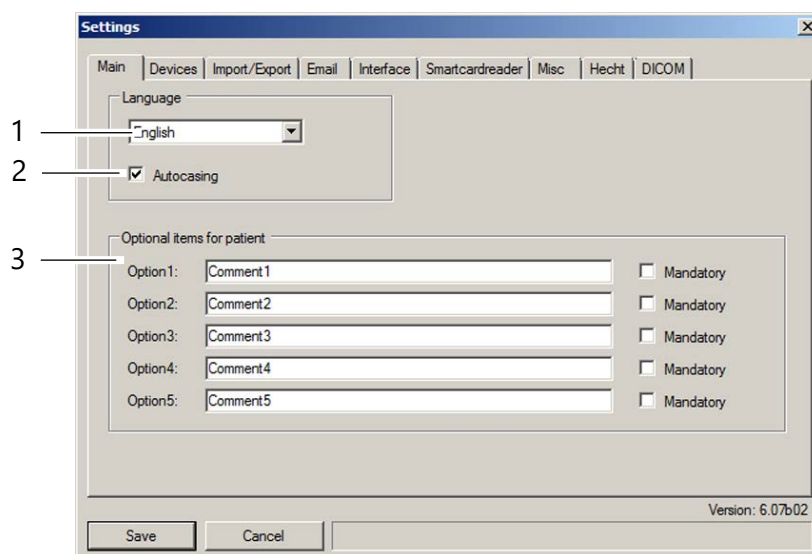 Settings
Main Devices Import/Export Email Interface Smartcardreader Misc Hecht DICOM
Language
1 English
2 Autocasing
Optional items for patient
3
Option1: Comment1 Mandatory
Option2: Comment2 Mandatory
Option3: Comment3 Mandatory
Option4: Comment4 Mandatory
Option5: Comment5 Mandatory
Version: 6.07b02
Save Cancel